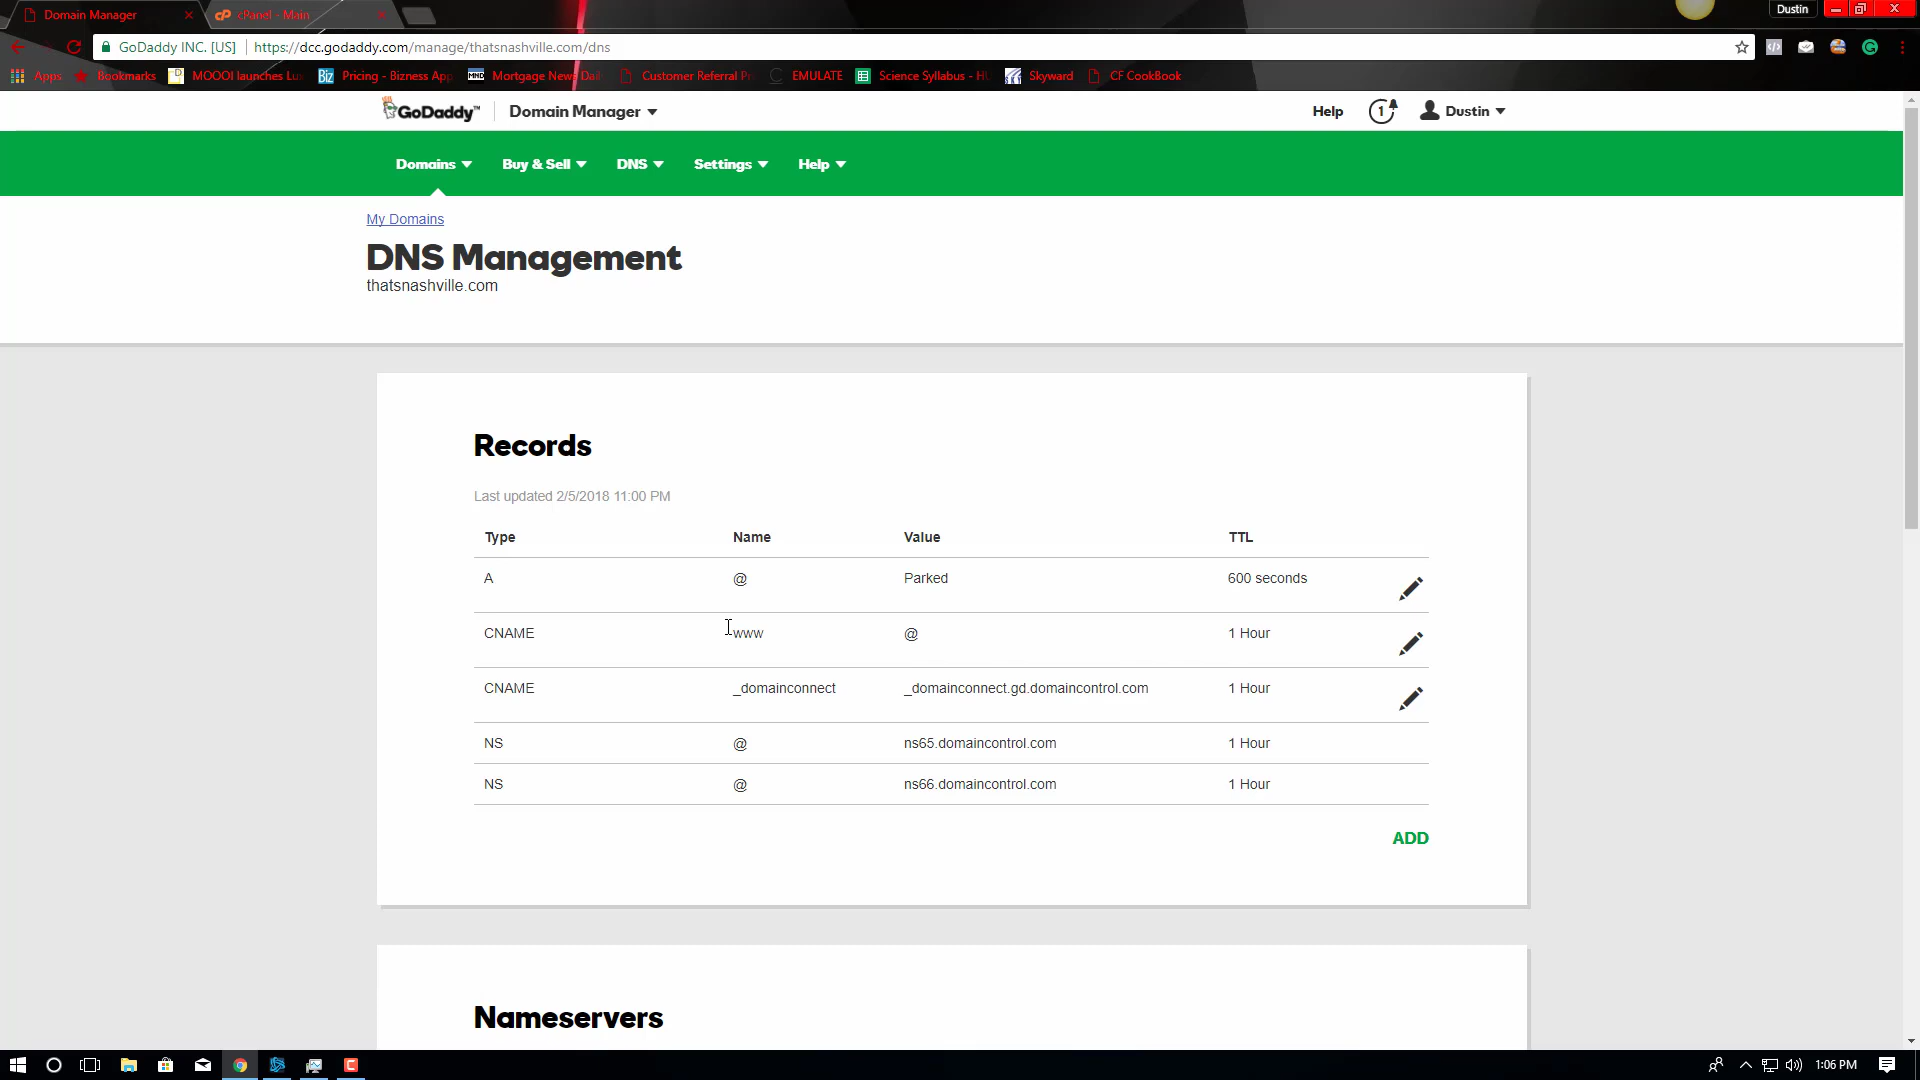 Domain Manager
cPanel - Main
Dustin
GoDaddy INC. [US]
https://dcc.godaddy.com/manage/thatsnashville.com/dns
Apps
Bookmarks
MOOOI launches Lu
Biz
Pricing - Bizness App
MND
Mortgage News Dail
Customer Referral Pr
EMULATE
Science Syllabus - H
Skyward
CF CookBook
GoDaddy™
Domain Manager
Help
1
Dustin
Domains
Buy & Sell
DNS
Settings
Help
My Domains
DNS Management
thatsnashville.com
Records
Last updated 2/5/2018 11:00 PM
Type Name Value TTL
A @ Parked 600 seconds
CNAME www @ 1 Hour
CNAME _domainconnect _domainconnect.gd.domaincontrol.com 1 Hour
NS @ ns65.domaincontrol.com 1 Hour
NS @ ns66.domaincontrol.com 1 Hour
ADD
Nameservers
1:06 PM